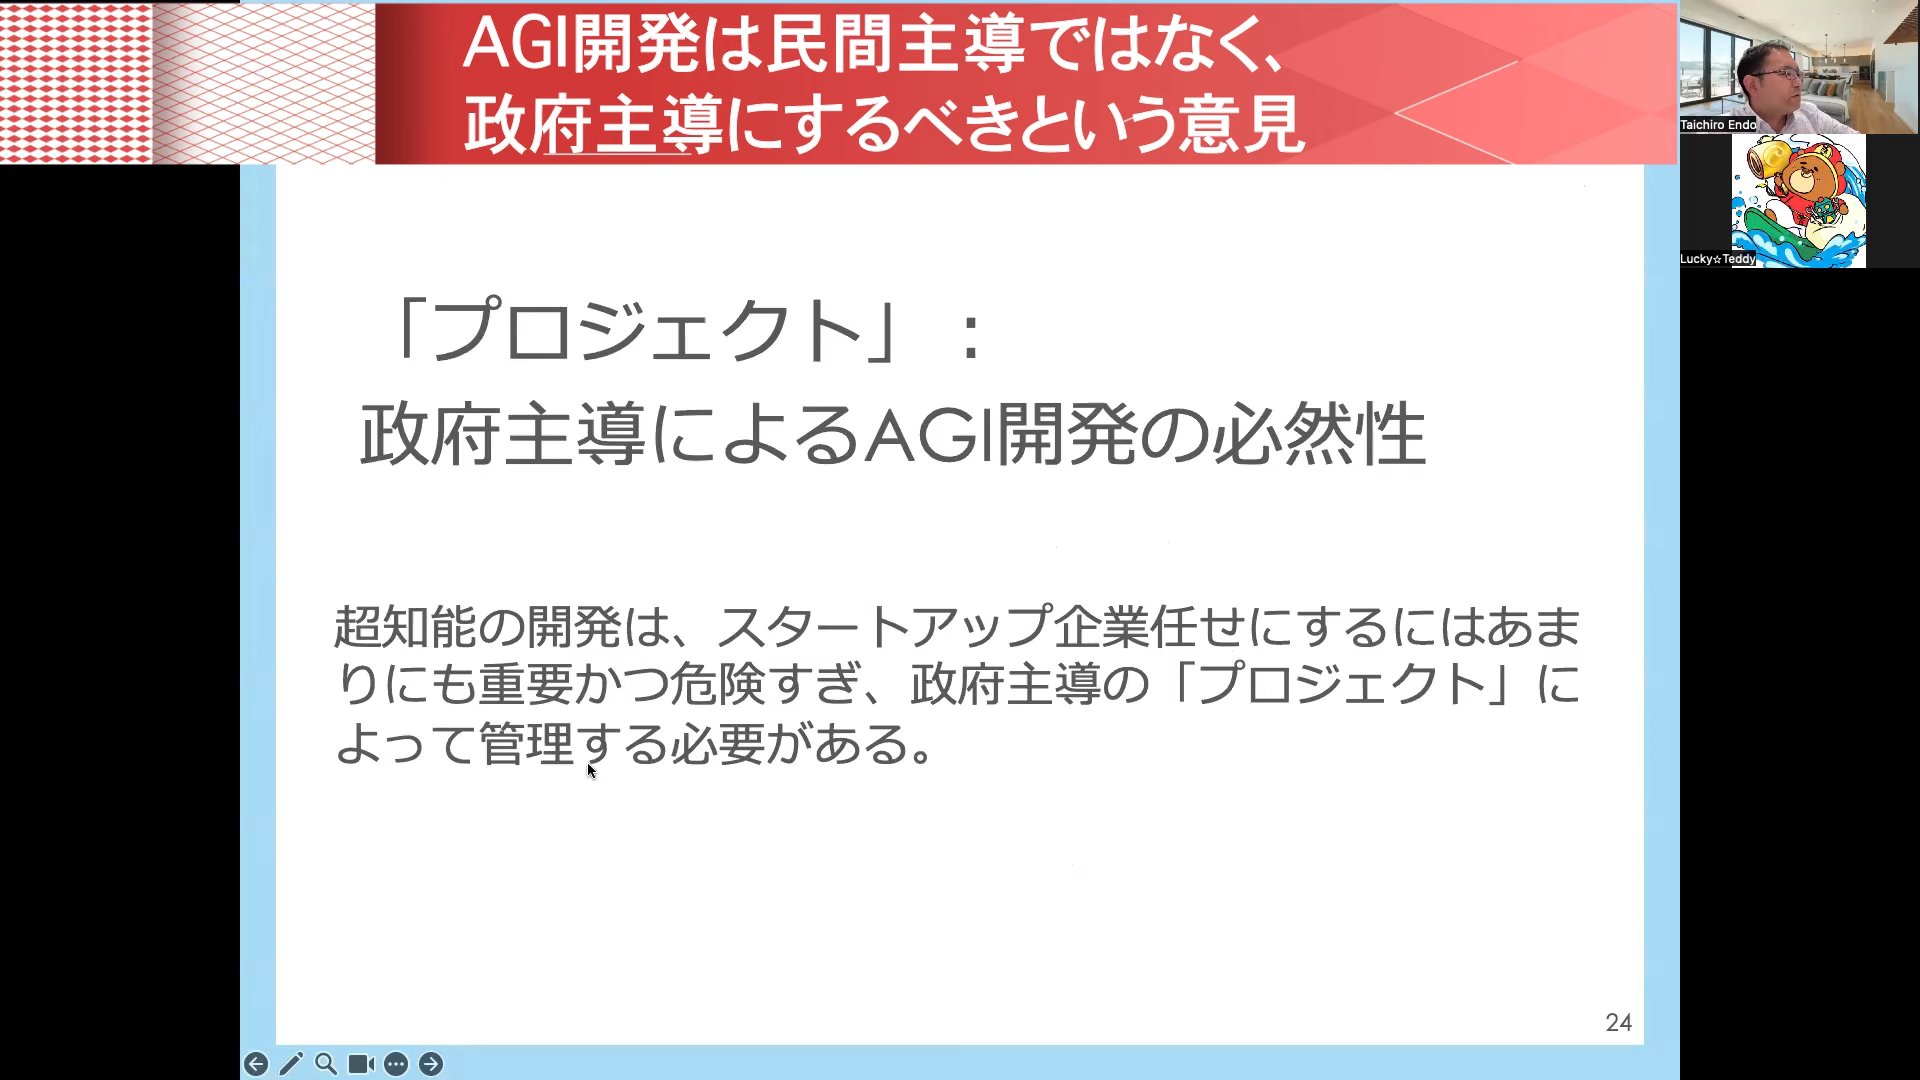 AGI開発は民間主導ではなく、
政府主導にするべきという意見
「プロジェクト」：
政府主導によるAGI開発の必然性
超知能の開発は、スタートアップ企業任せにするにはあま
りにも重要かつ危険すぎ、政府主導の「プロジェクト」に
よって管理する必要がある。
24
Taichiro Endo
Lucky☆Teddy